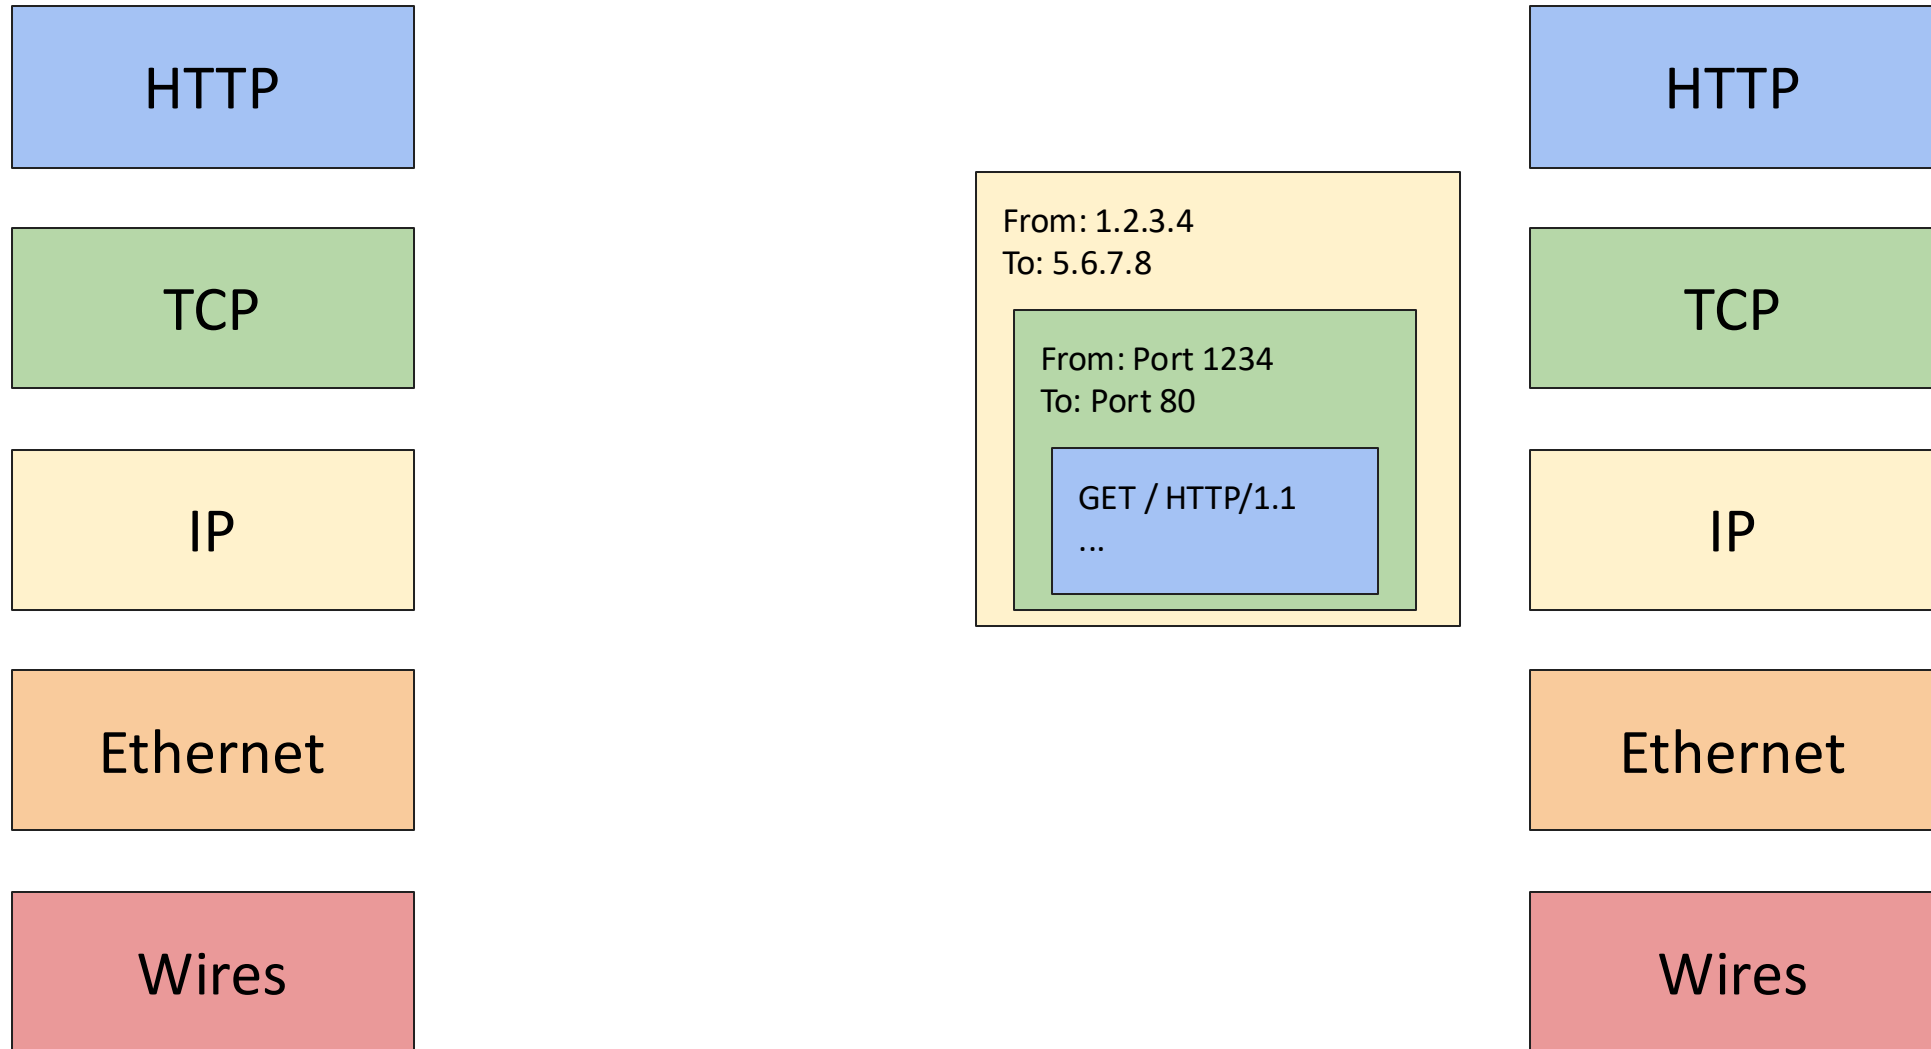 HTTP
TCP
IP
Ethernet
Wires
From: 1.2.3.4
To: 5.6.7.8
From: Port 1234
To: Port 80
GET / HTTP/1.1
...
HTTP
TCP
IP
Ethernet
Wires